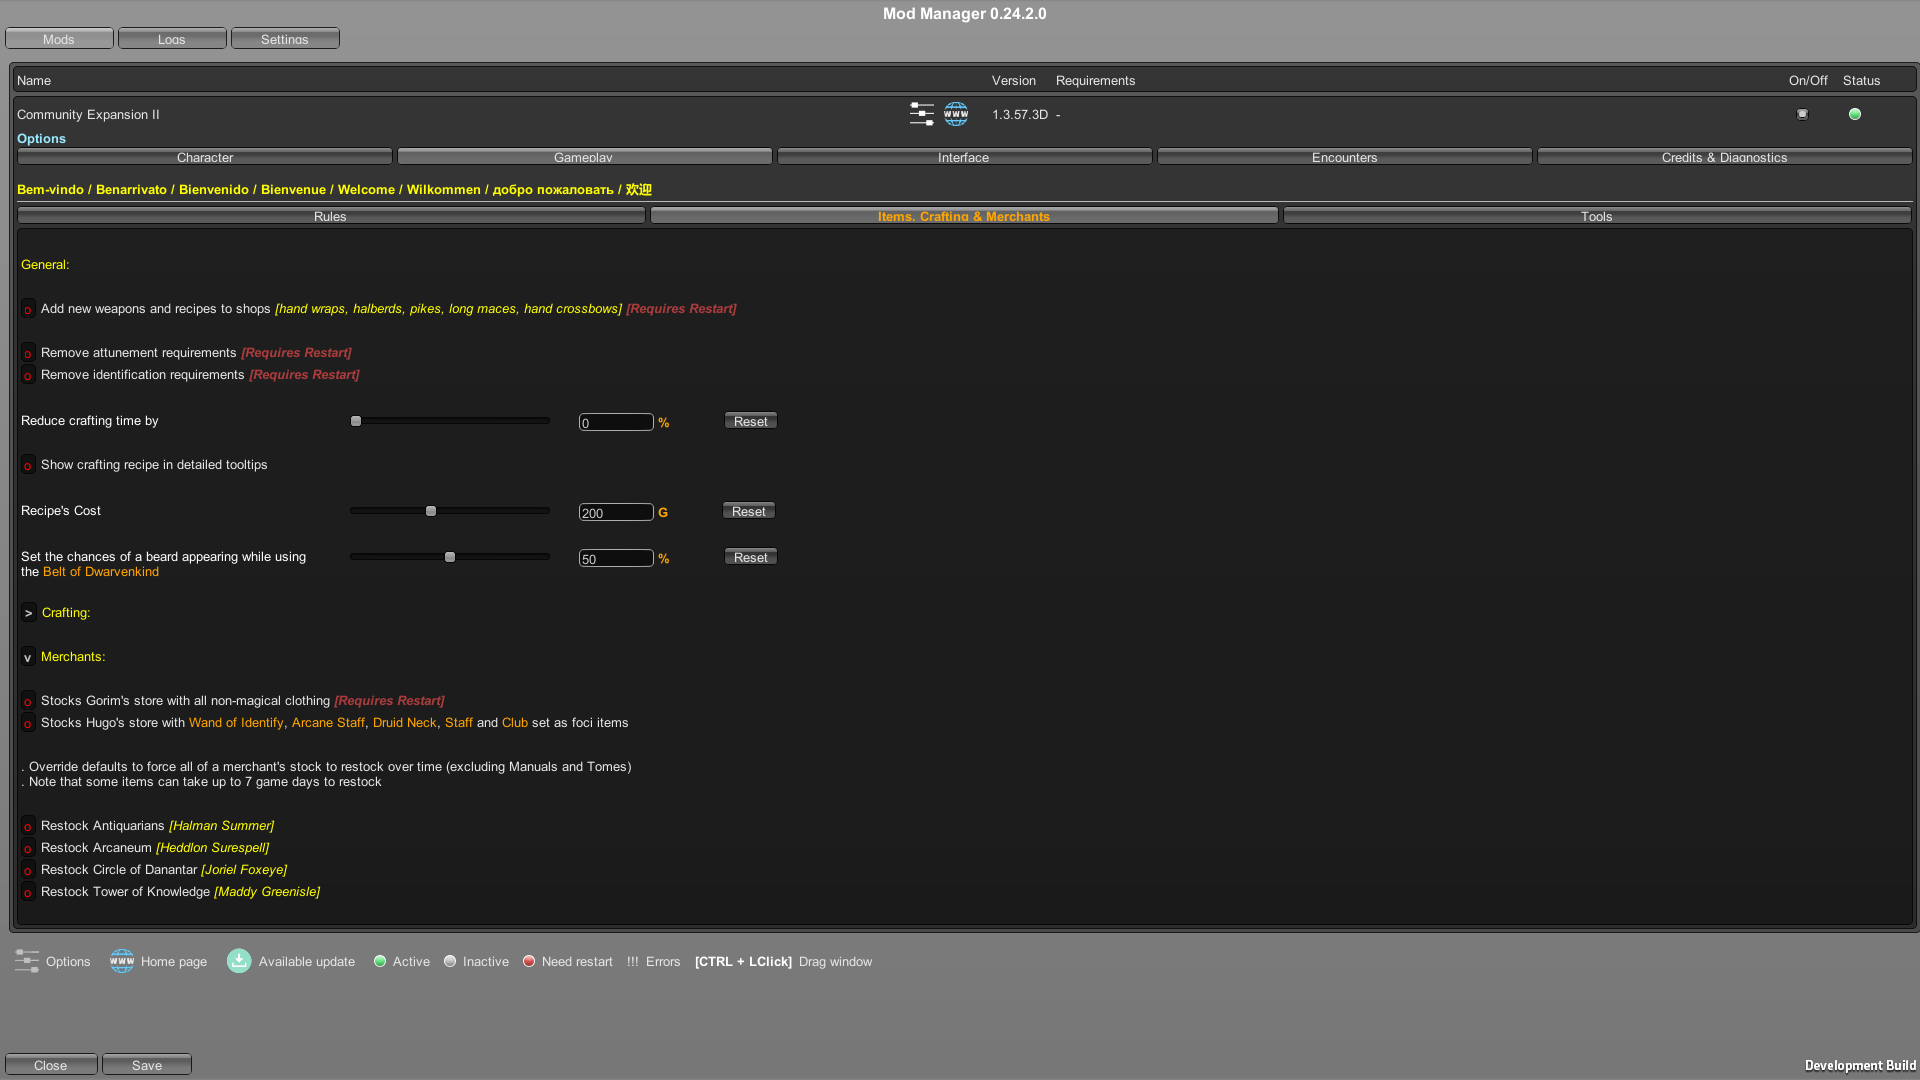 Mod Manager 0.24.2.0
Mods Logs Settings
Name Version Requirements On/Off Status
Community Expansion II www 1.3.57.3D -
Options
Character Gameplay Interface Encounters Credits & Diagnostics
Bem-vindo / Benarrivato / Bienvenido / Bienvenue / Welcome / Wilkommen / добро пожаловать / 欢迎
Rules Items, Crafting & Merchants Tools
General:
o Add new weapons and recipes to shops [hand wraps, halberds, pikes, long maces, hand crossbows] [Requires Restart]
o Remove attunement requirements [Requires Restart]
o Remove identification requirements [Requires Restart]
Reduce crafting time by 0 % Reset
o Show crafting recipe in detailed tooltips
Recipe's Cost 200 G Reset
Set the chances of a beard appearing while using
the Belt of Dwarvenkind 50 % Reset
> Crafting:
v Merchants:
o Stocks Gorim's store with all non-magical clothing [Requires Restart]
o Stocks Hugo's store with Wand of Identify, Arcane Staff, Druid Neck, Staff and Club set as foci items
. Override defaults to force all of a merchant's stock to restock over time (excluding Manuals and Tomes)
. Note that some items can take up to 7 game days to restock
o Restock Antiquarians [Halman Summer]
o Restock Arcaneum [Heddlon Surespell]
o Restock Circle of Danantar [Joriel Foxeye]
o Restock Tower of Knowledge [Maddy Greenisle]
Options www Home page Available update Active Inactive Need restart !!! Errors [CTRL + LClick] Drag window
Close Save
Development Build